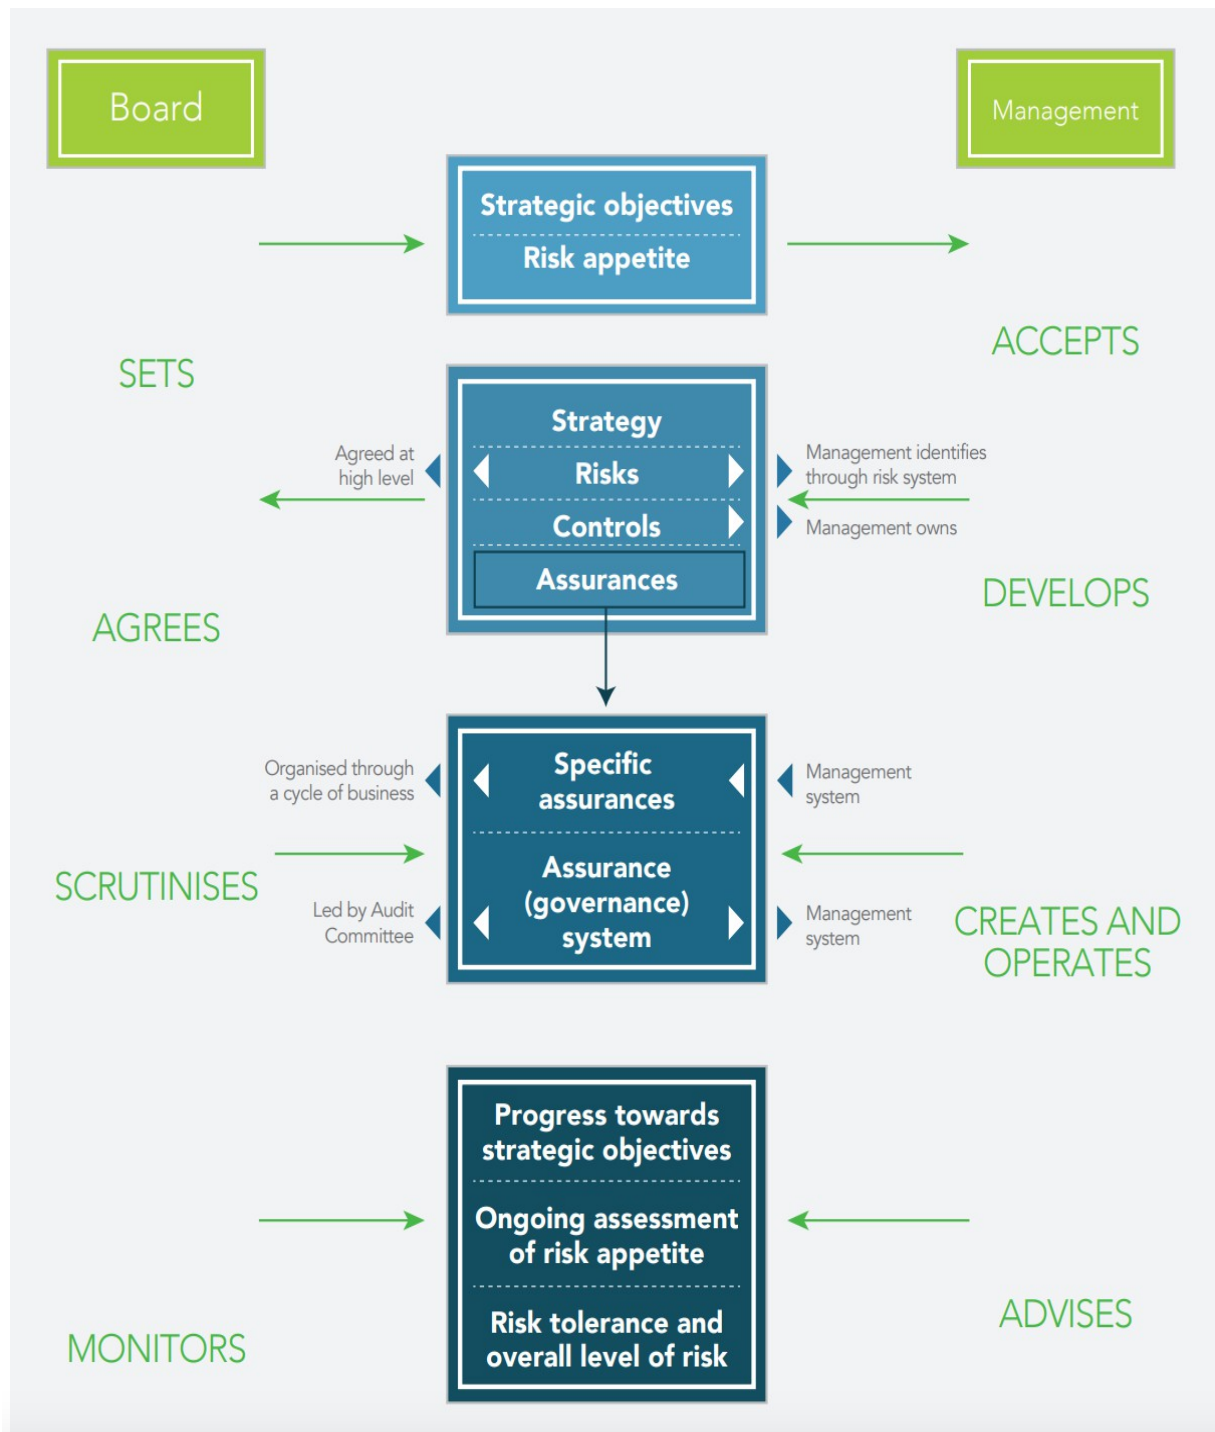 Board
Management
Strategic objectives
Risk appetite
SETS
ACCEPTS
Strategy
Agreed at
high level
Risks
Management identifies
through risk system
Controls
Management owns
Assurances
AGREES
DEVELOPS
Organised through
a cycle of business
Specific
assurances
Management
system
SCRUTINISES
Led by Audit
Committee
Assurance
(governance)
system
Management
system
CREATES AND
OPERATES
Progress towards
strategic objectives
Ongoing assessment
of risk appetite
Risk tolerance and
overall level of risk
MONITORS
ADVISES